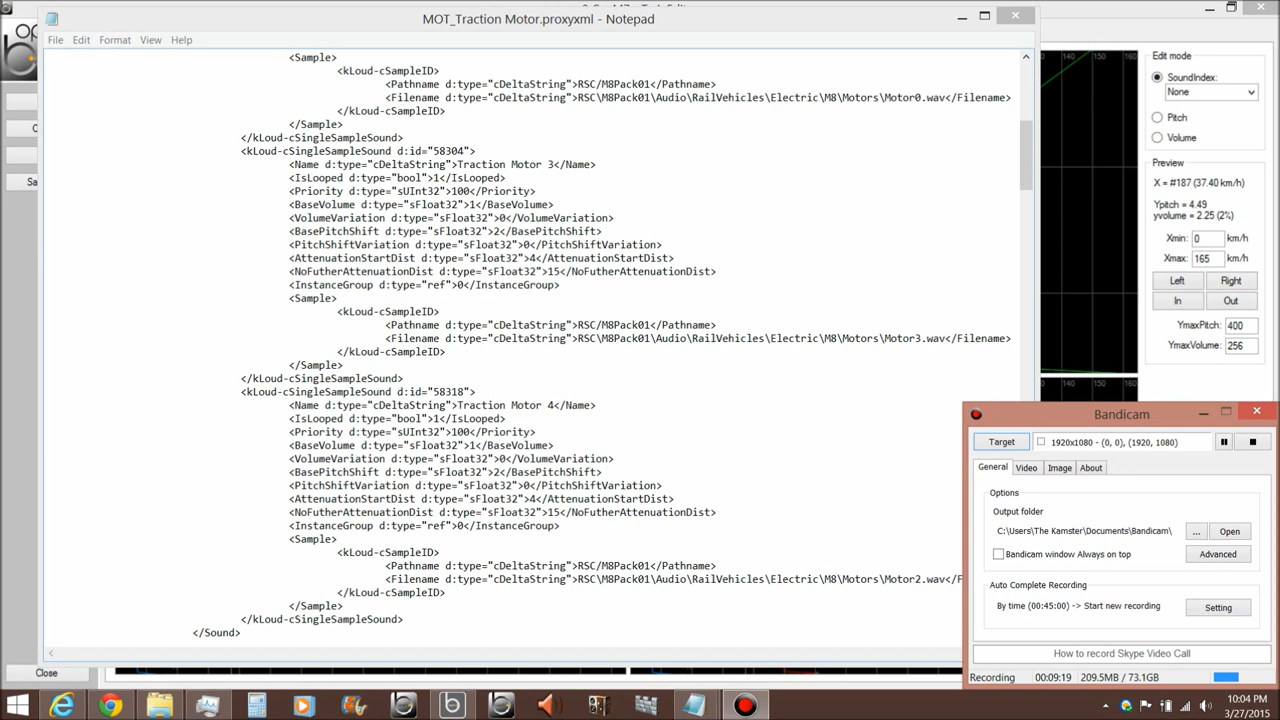 MOT_Traction Motor.proxyxml - Notepad
File Edit Format View Help
<Sample>
<kLoud-cSampleID>
<Pathname d:type="cDeltaString">RSC/M8Pack01</Pathname>
<Filename d:type="cDeltaString">RSC\M8Pack01\Audio\RailVehicles\Electric\M8\Motors\Motor0.wav</Filename>
</kLoud-cSampleID>
</Sample>
</kLoud-cSingleSampleSound>
<kLoud-cSingleSampleSound d:id="58304">
<Name d:type="cDeltaString">Traction Motor 3</Name>
<IsLooped d:type="bool">1</IsLooped>
<Priority d:type="sUInt32">100</Priority>
<BaseVolume d:type="sFloat32">1</BaseVolume>
<VolumeVariation d:type="sFloat32">0</VolumeVariation>
<BasePitchShift d:type="sFloat32">2</BasePitchShift>
<PitchShiftVariation d:type="sFloat32">0</PitchShiftVariation>
<AttenuationStartDist d:type="sFloat32">4</AttenuationStartDist>
<NoFutherAttenuationDist d:type="sFloat32">15</NoFutherAttenuationDist>
<InstanceGroup d:type="ref">0</InstanceGroup>
<Sample>
<kLoud-cSampleID>
<Pathname d:type="cDeltaString">RSC/M8Pack01</Pathname>
<Filename d:type="cDeltaString">RSC\M8Pack01\Audio\RailVehicles\Electric\M8\Motors\Motor3.wav</Filename>
</kLoud-cSampleID>
</Sample>
</kLoud-cSingleSampleSound>
<kLoud-cSingleSampleSound d:id="58318">
<Name d:type="cDeltaString">Traction Motor 4</Name>
<IsLooped d:type="bool">1</IsLooped>
<Priority d:type="sUInt32">100</Priority>
<BaseVolume d:type="sFloat32">1</BaseVolume>
<VolumeVariation d:type="sFloat32">0</VolumeVariation>
<BasePitchShift d:type="sFloat32">2</BasePitchShift>
<PitchShiftVariation d:type="sFloat32">0</PitchShiftVariation>
<AttenuationStartDist d:type="sFloat32">4</AttenuationStartDist>
<NoFutherAttenuationDist d:type="sFloat32">15</NoFutherAttenuationDist>
<InstanceGroup d:type="ref">0</InstanceGroup>
<Sample>
<kLoud-cSampleID>
<Pathname d:type="cDeltaString">RSC/M8Pack01</Pathname>
<Filename d:type="cDeltaString">RSC\M8Pack01\Audio\RailVehicles\Electric\M8\Motors\Motor2.wav</F
</kLoud-cSampleID>
</Sample>
</kLoud-cSingleSampleSound>
</Sound>
Close
140 150 160
Edit mode
SoundIndex:
None
Pitch
Volume
Preview
X = #187 (37.40 km/h)
Ypitch = 4.49
yvolume = 2.25 (2%)
Xmin: 0 km/h
Xmax: 165 km/h
Left Right
In Out
YmaxPitch: 400
YmaxVolume: 256
Bandicam
Target 1920x1080 - (0, 0), (1920, 1080)
General Video Image About
Options
Output folder
C:\Users\The Kamster\Documents\Bandicam\ ... Open
Bandicam window Always on top Advanced
Auto Complete Recording
By time (00:45:00) -> Start new recording Setting
How to record Skype Video Call
Recording 00:09:19 209.5MB / 73.1GB
10:04 PM
3/27/2015